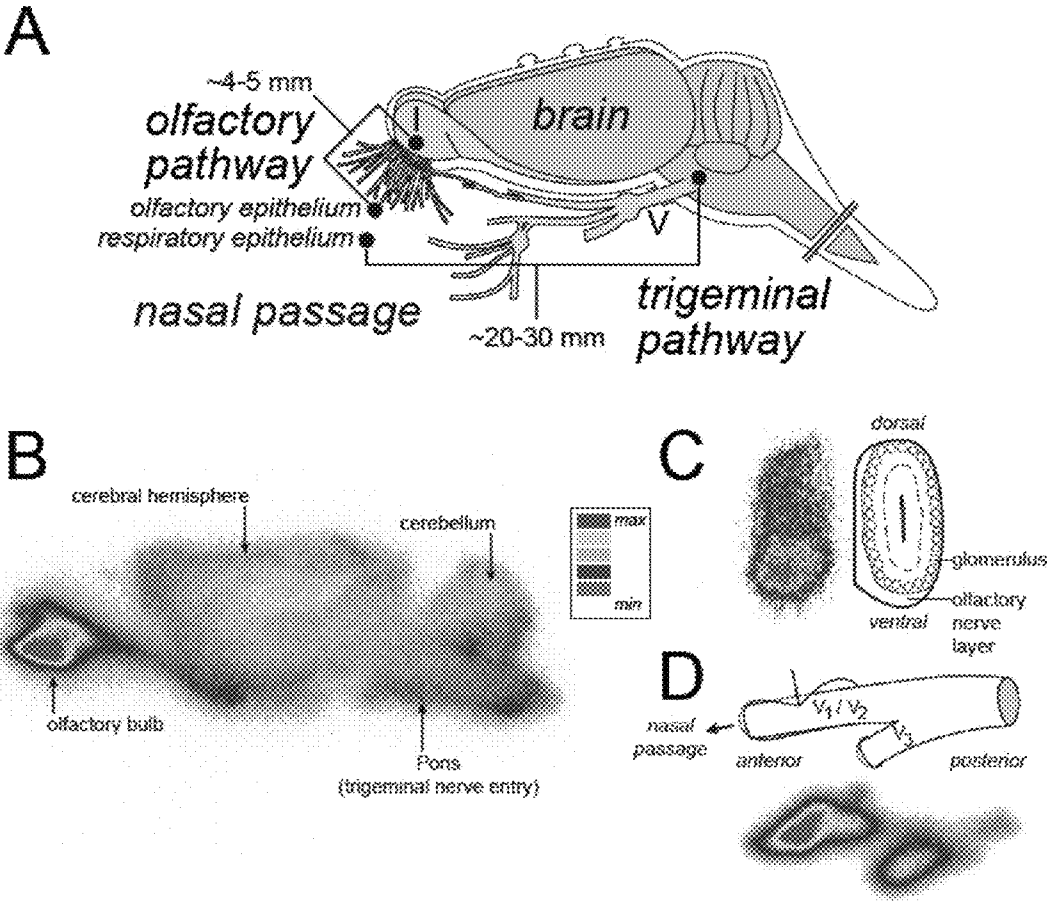 A
~4-5 mm
olfactory
pathway
I
brain
olfactory epithelium
respiratory epithelium
V
nasal passage
trigeminal
pathway
~20-30 mm
B
cerebral hemisphere
cerebellum
max
min
olfactory bulb
Pons
(trigeminal nerve entry)
C
dorsal
glomerulus
olfactory
nerve
layer
ventral
D
V1 / V2
V3
nasal
passage
anterior
posterior